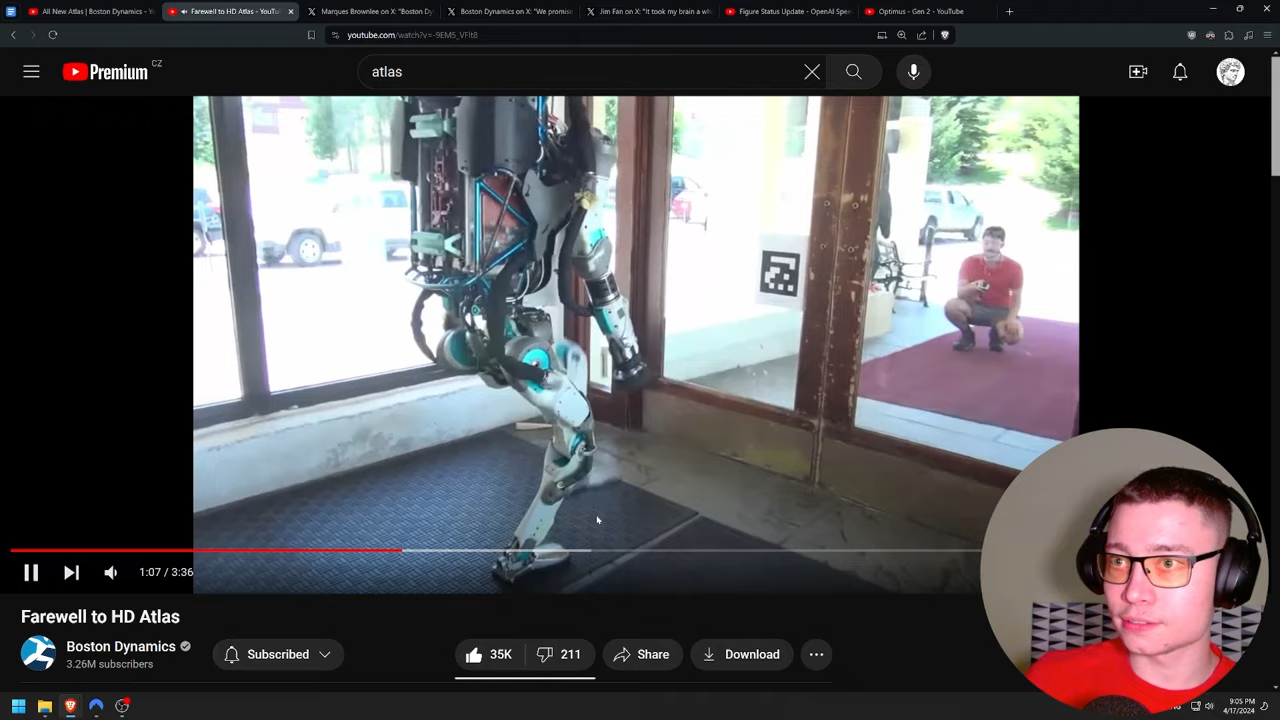 All New Atlas | Boston Dynamics - Y
Farewell to HD Atlas - YouTu
Marques Brownlee on X: "Boston Dy
Boston Dynamics on X: "We promise
Jim Fan on X: "It took my brain a wh
Figure Status Update - OpenAI Spee
Optimus - Gen 2 - YouTube
youtube.com/watch?v=-9EM5_VFlt8
Premium CZ
atlas
1:07 / 3:36
Farewell to HD Atlas
Boston Dynamics
3.26M subscribers
Subscribed
35K
211
Share
Download
9:05 PM
4/17/2024